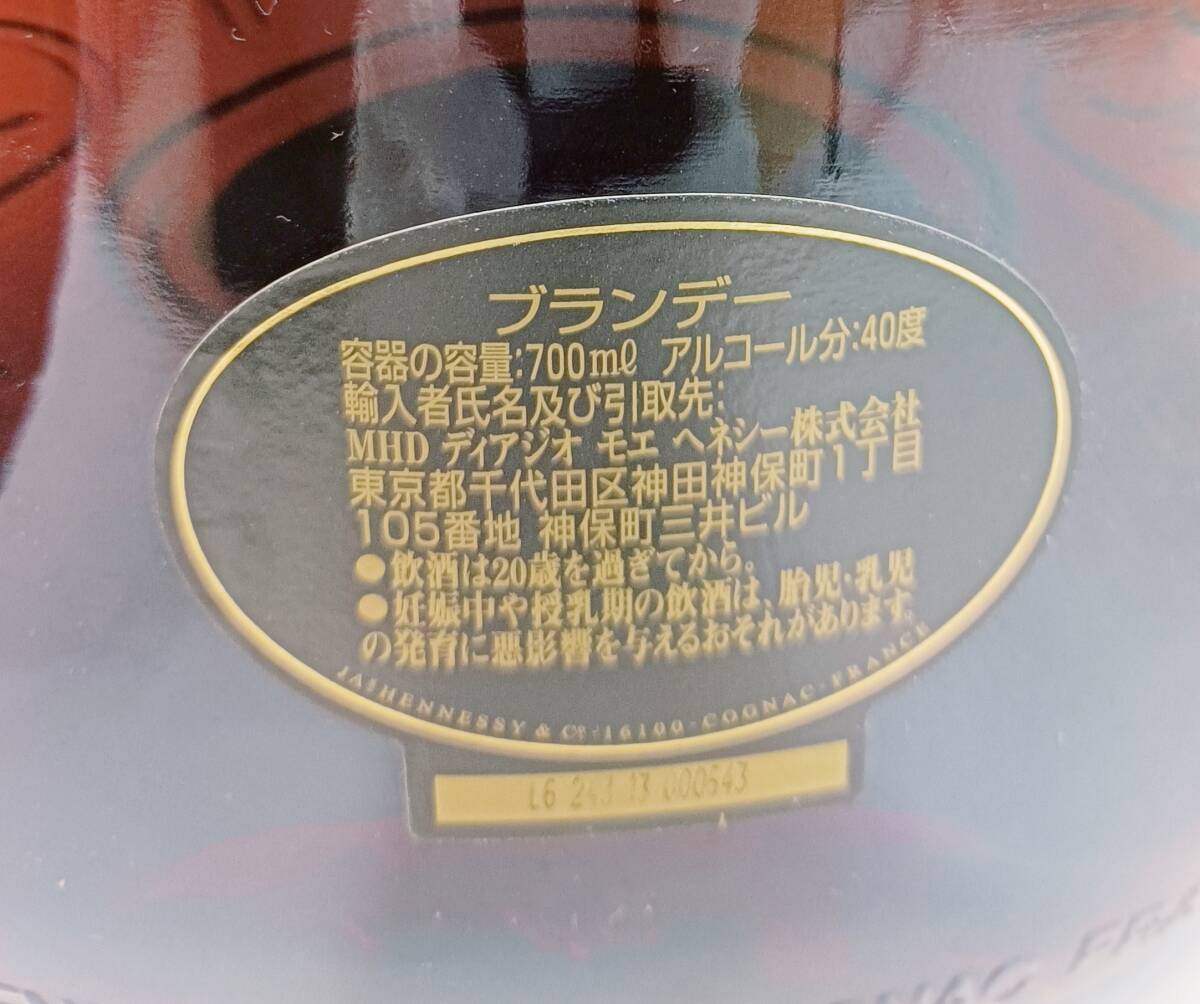 ブランデー
容器の容量:700mℓ アルコール分:40度
輸入者氏名及び引取先:
MHD ディアジオ モエ ヘネシー株式会社
東京都千代田区神田神保町1丁目
105番地 神保町三井ビル
●飲酒は20歳を過ぎてから。
●妊娠中や授乳期の飲酒は、胎児・乳児
の発育に悪影響を与えるおそれがあります。
JAS HENNESSY & Cº - 16100 - COGNAC - FRANCE
L6 243 13 000643